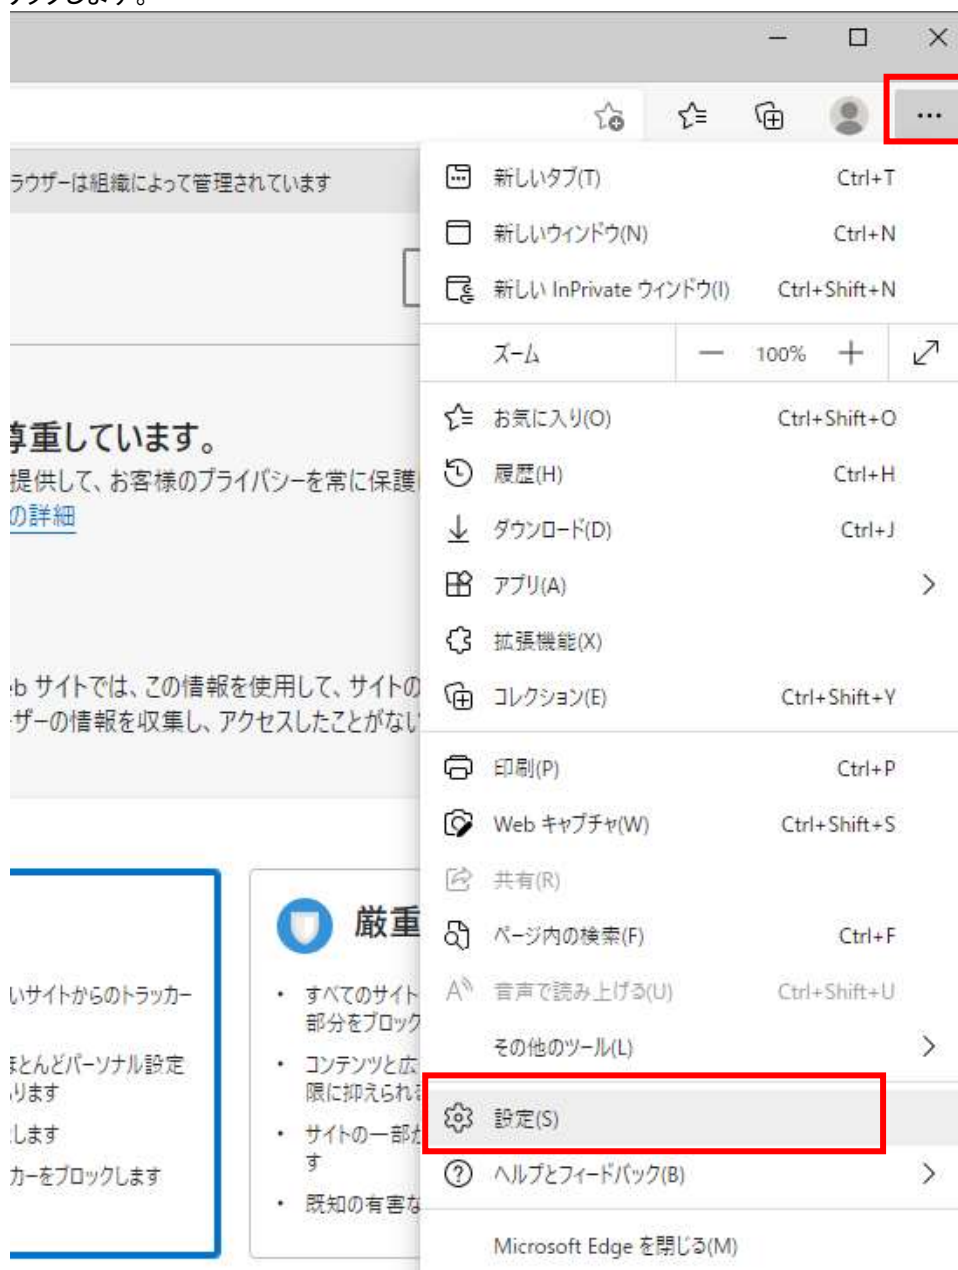 ックします。
ラウザーは組織によって管理されています
新しいタブ(T) Ctrl+T
新しいウィンドウ(N) Ctrl+N
新しい InPrivate ウィンドウ(I) Ctrl+Shift+N
ズーム — 100% +
お気に入り(O) Ctrl+Shift+O
履歴(H) Ctrl+H
ダウンロード(D) Ctrl+J
アプリ(A)
拡張機能(X)
コレクション(E) Ctrl+Shift+Y
印刷(P) Ctrl+P
Web キャプチャ(W) Ctrl+Shift+S
共有(R)
ページ内の検索(F) Ctrl+F
音声で読み上げる(U) Ctrl+Shift+U
その他のツール(L)
設定(S)
ヘルプとフィードバック(B)
Microsoft Edge を閉じる(M)
尊重しています。
提供して、お客様のプライバシーを常に保護
の詳細
b サイトでは、この情報を使用して、サイトの
ザーの情報を収集し、アクセスしたことがない
いサイトからのトラッカー
ほとんどパーソナル設定
ります
します
カーをブロックします
厳重
• すべてのサイト
部分をブロック
• コンテンツと広
限に抑えられ
• サイトの一部が
す
• 既知の有害な